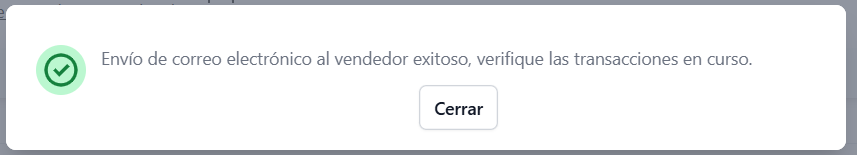 Envío de correo electrónico al vendedor exitoso, verifique las transacciones en curso.
Cerrar